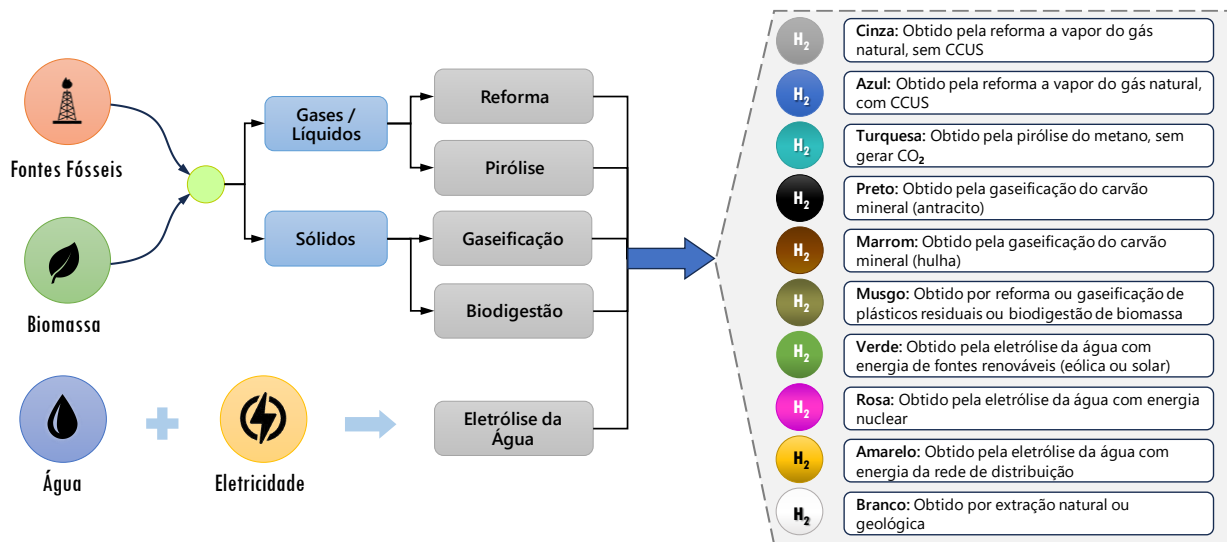 Fontes Fósseis
Biomassa
Água
Eletricidade
Gases /
Líquidos
Sólidos
Reforma
Pirólise
Gaseificação
Biodigestão
Eletrólise da
Água
H₂
Cinza: Obtido pela reforma a vapor do gás
natural, sem CCUS
H₂
Azul: Obtido pela reforma a vapor do gás natural,
com CCUS
H₂
Turquesa: Obtido pela pirólise do metano, sem
gerar CO₂
H₂
Preto: Obtido pela gaseificação do carvão
mineral (antracito)
H₂
Marrom: Obtido pela gaseificação do carvão
mineral (hulha)
H₂
Musgo: Obtido por reforma ou gaseificação de
plásticos residuais ou biodigestão de biomassa
H₂
Verde: Obtido pela eletrólise da água com
energia de fontes renováveis (eólica ou solar)
H₂
Rosa: Obtido pela eletrólise da água com energia
nuclear
H₂
Amarelo: Obtido pela eletrólise da água com
energia da rede de distribuição
H₂
Branco: Obtido por extração natural ou
geológica